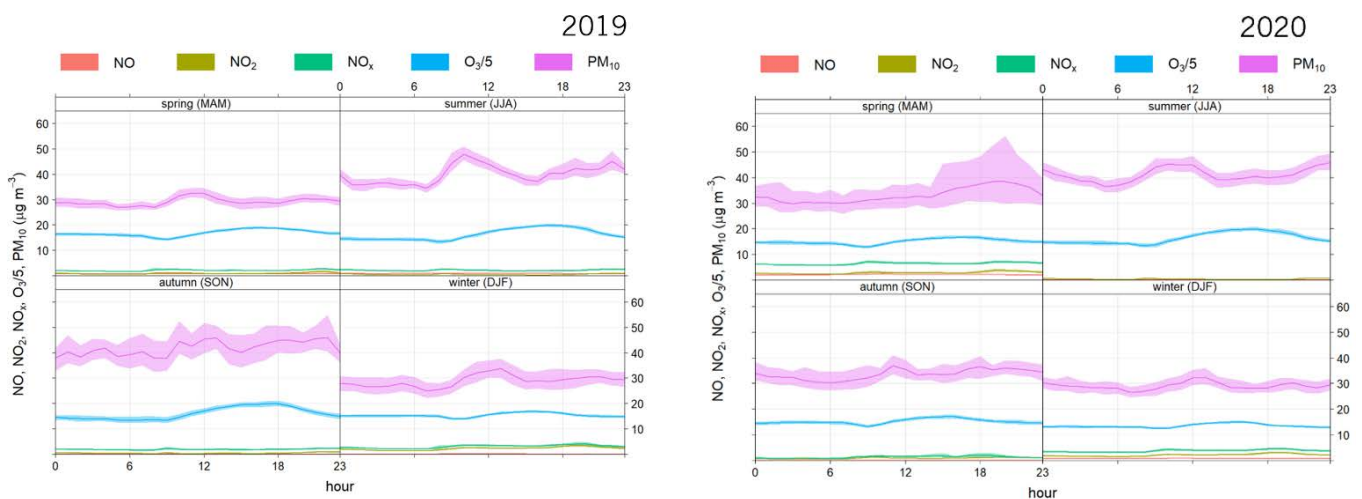 2019
NO NO₂ NOₓ O₃/5 PM₁₀
0 6 12 18 23
spring (MAM) summer (JJA)
60
50
40
30
20
10
autumn (SON) winter (DJF)
60
50
40
30
20
10
0 6 12 18 23
hour
NO, NO₂, NOₓ, O₃/5, PM₁₀ (μg m⁻³)
2020
NO NO₂ NOₓ O₃/5 PM₁₀
0 6 12 18 23
spring (MAM) summer (JJA)
60
50
40
30
20
10
autumn (SON) winter (DJF)
60
50
40
30
20
10
0 6 12 18 23
hour
NO, NO₂, NOₓ, O₃/5, PM₁₀ (μg m⁻³)